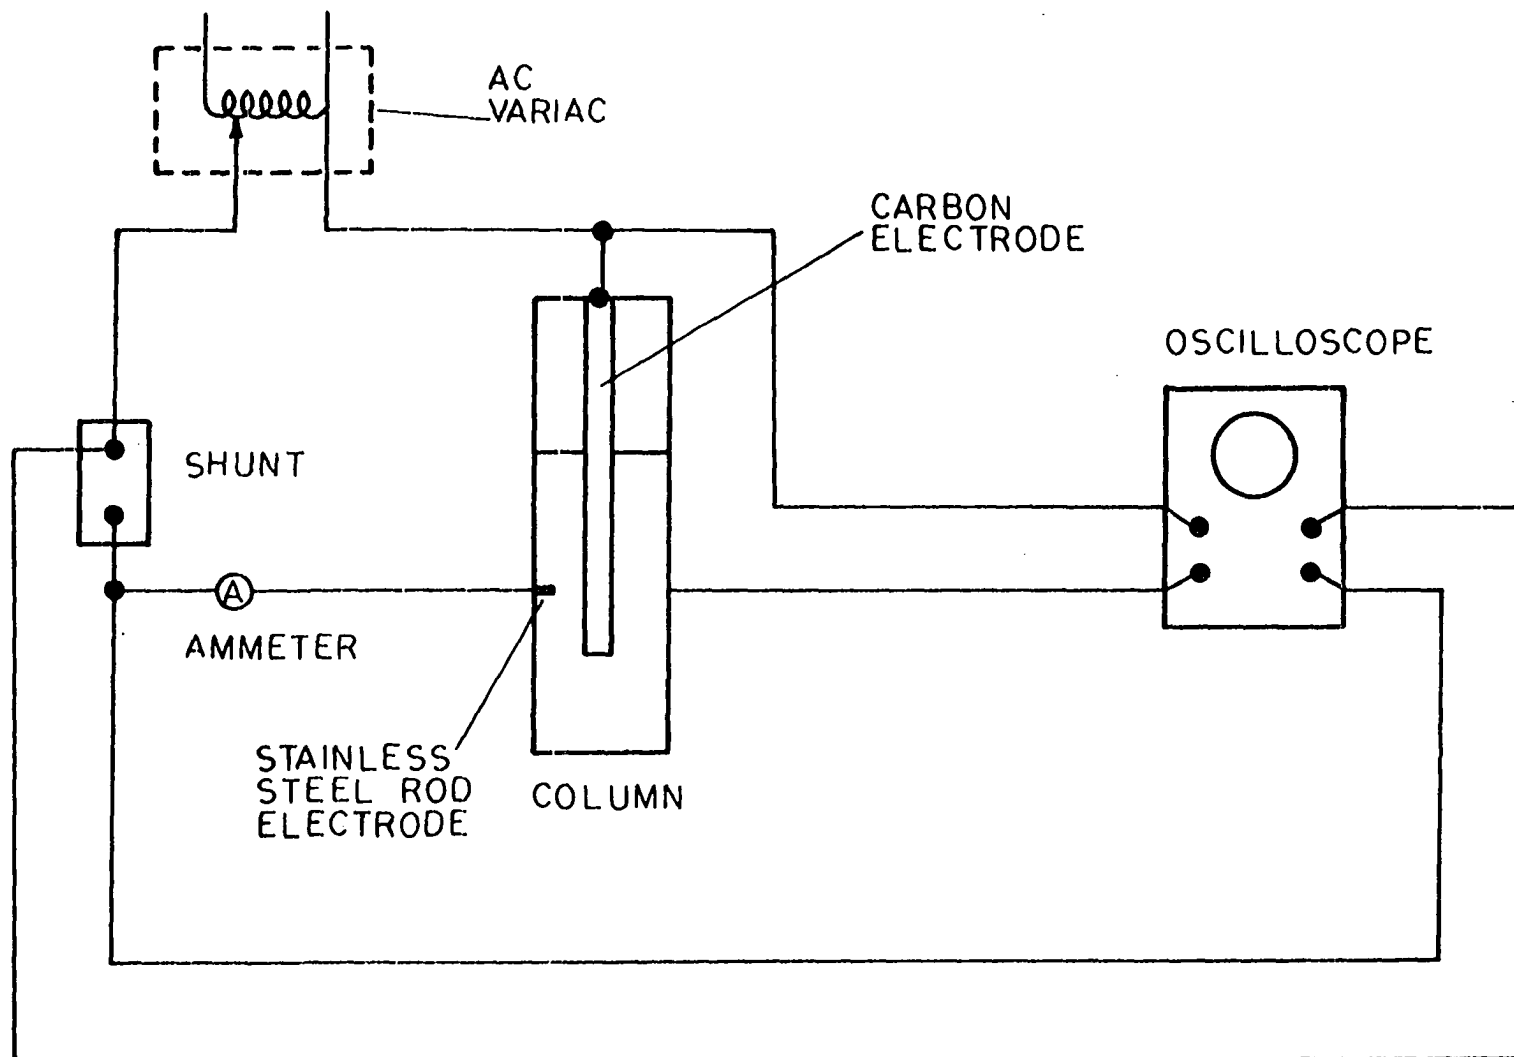 AC
VARIAC
CARBON
ELECTRODE
OSCILLOSCOPE
SHUNT
A
AMMETER
STAINLESS
STEEL ROD
ELECTRODE
COLUMN